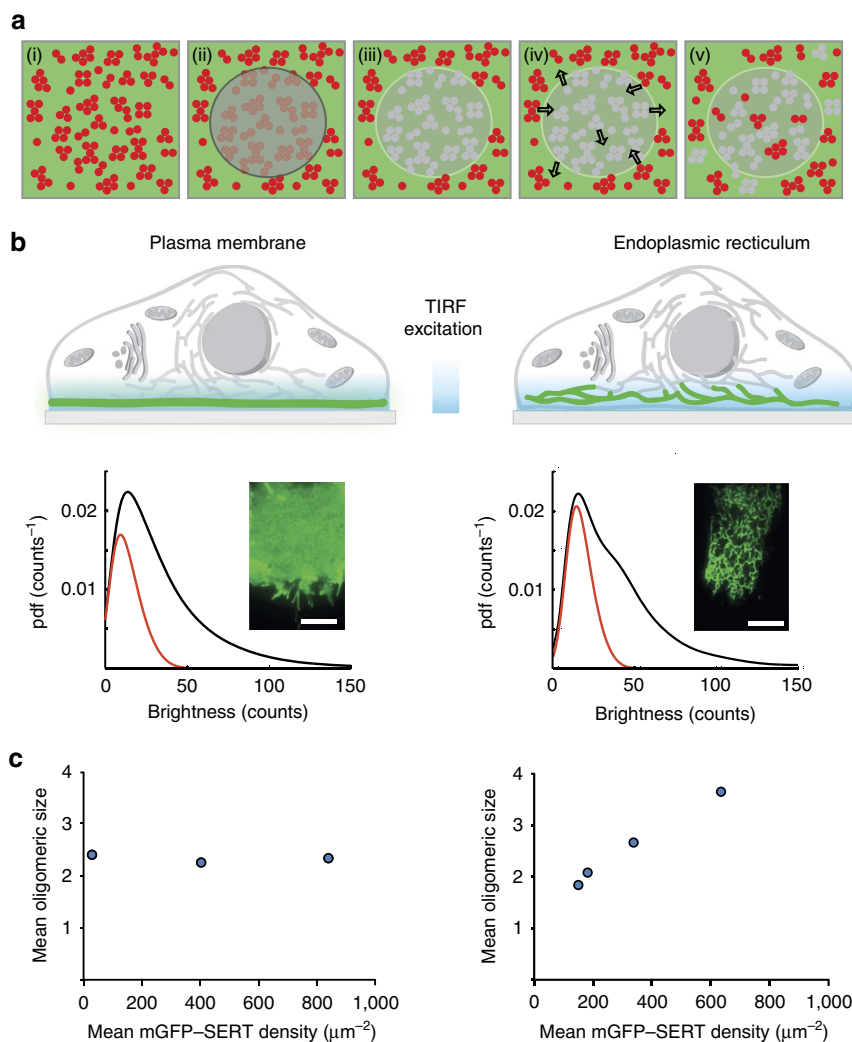 a
(i) (ii) (iii) (iv) (v)
b
Plasma membrane
Endoplasmic recticulum
TIRF
excitation
pdf (counts⁻¹)
0.02
0.01
0 50 100 150
Brightness (counts)
pdf (counts⁻¹)
0.02
0.01
0 50 100 150
Brightness (counts)
c
Mean oligomeric size
4
3
2
1
0 200 400 600 800 1,000
Mean mGFP–SERT density (μm⁻²)
Mean oligomeric size
4
3
2
1
0 200 400 600 800 1,000
Mean mGFP–SERT density (μm⁻²)